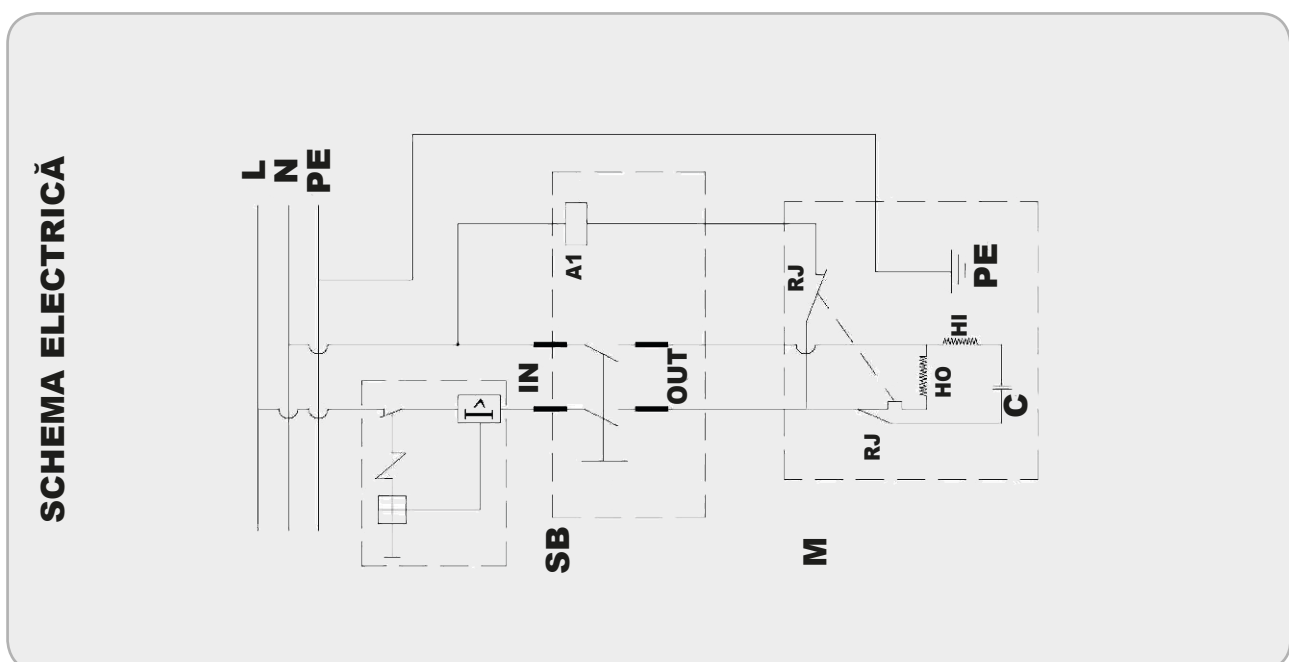 SCHEMA ELECTRICĂ
L
N
PE
A1
IN
OUT
SB
I>
RJ
RJ
PE
HI
HO
C
M